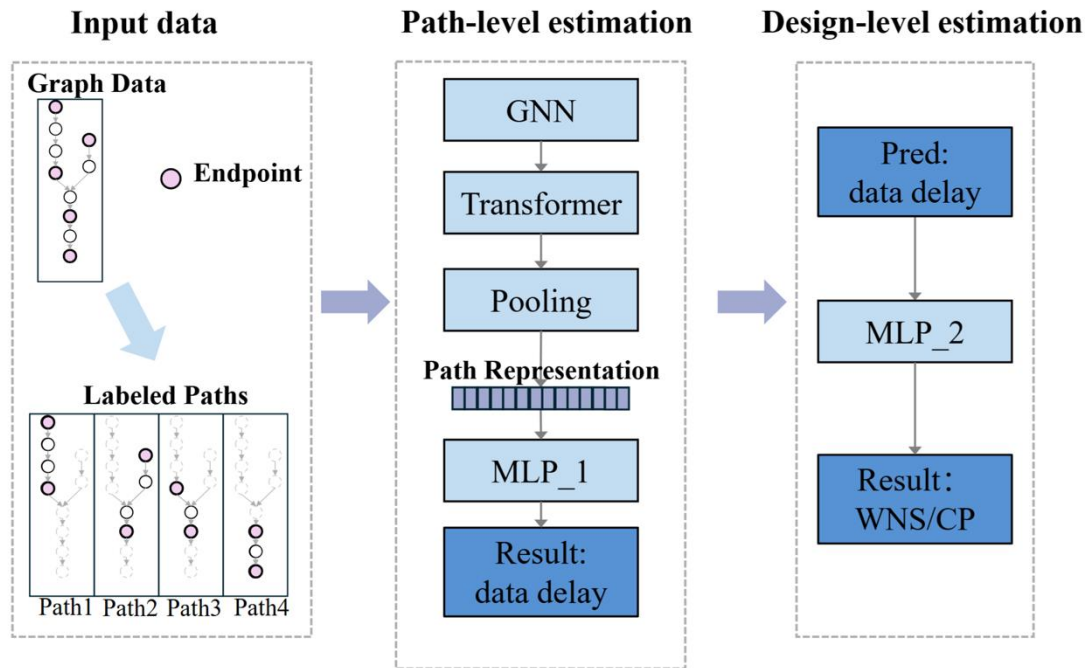 Input data
Graph Data
Endpoint
Labeled Paths
Path1 Path2 Path3 Path4
Path-level estimation
GNN
Transformer
Pooling
Path Representation
MLP_1
Result:
data delay
Design-level estimation
Pred:
data delay
MLP_2
Result：
WNS/CP